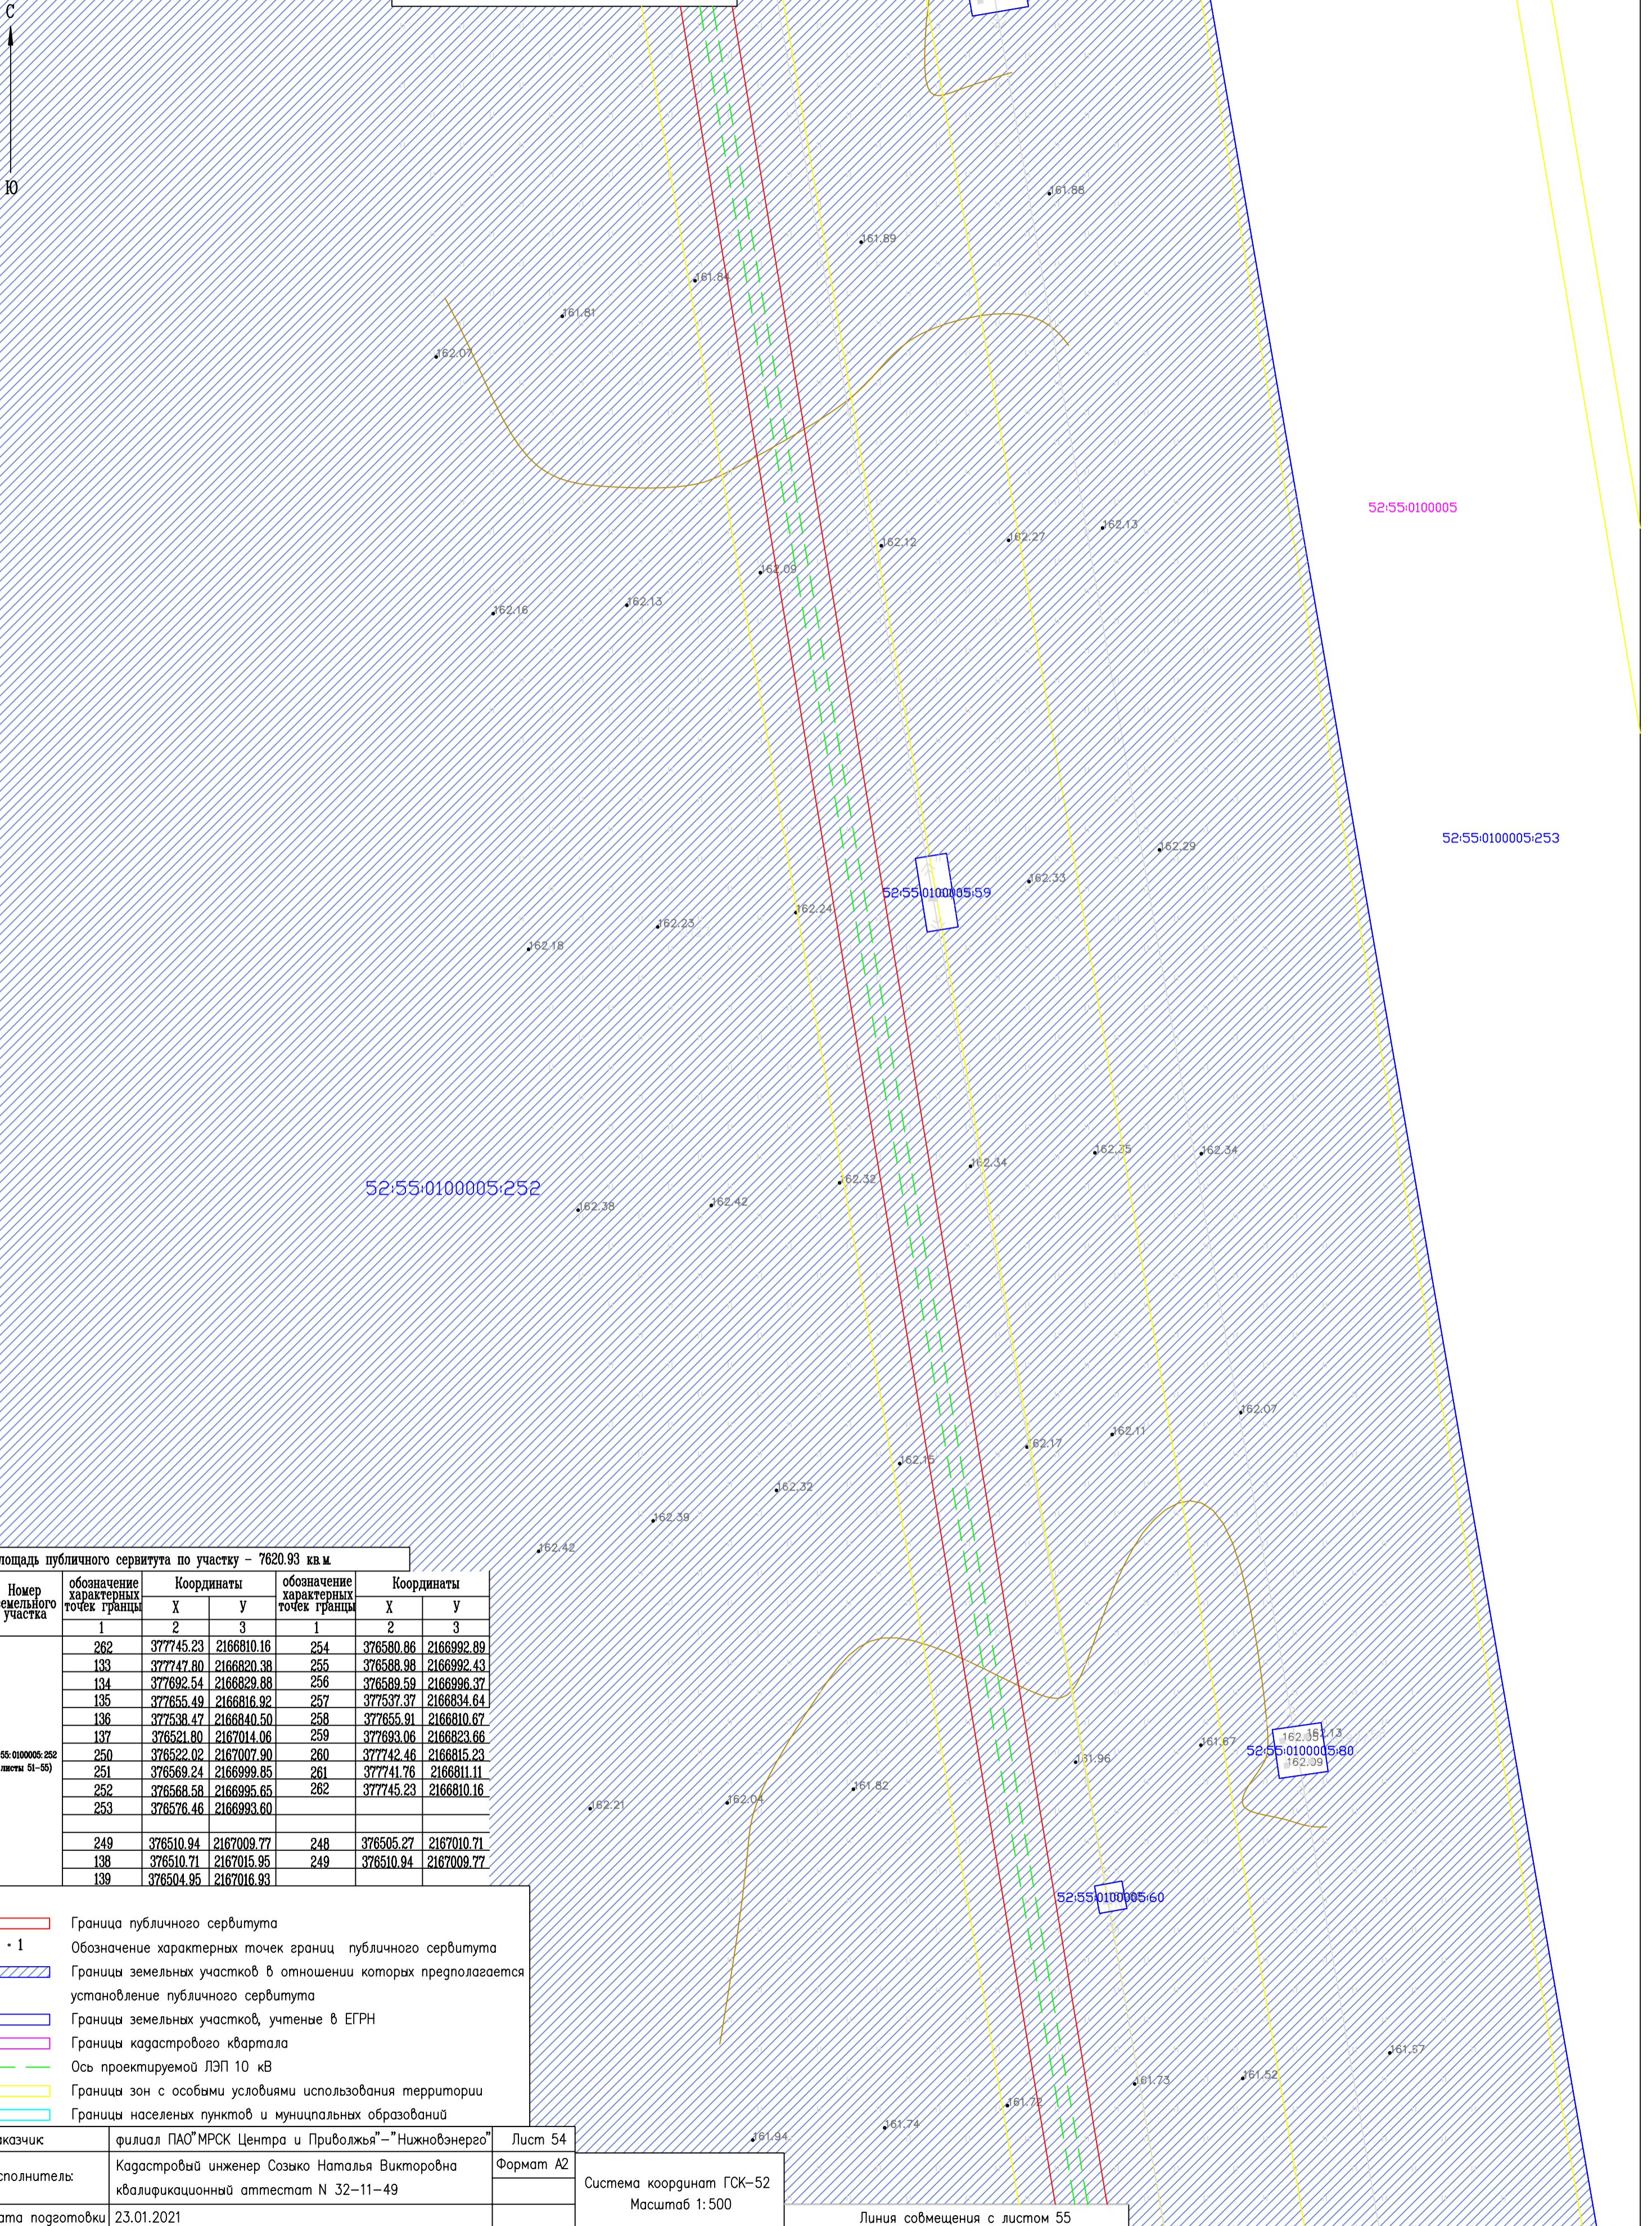 С
Ю
161.88
161.89
161.84
161.81
162.07
52:55:0100005
162.13
162.27
162.12
162.09
162.13
162.16
52:55:0100005:253
162.29
162.33
52:55:0100005:59
162.24
162.23
162.18
162.35
162.34
162.34
162.32
52:55:0100005:252
162.42
162.38
162.07
162.11
162.17
162.15
162.32
162.39
162.42
лощадь публичного сервитута по участку - 7620.93 кв.м.
Номер
емельного
участка
обозначение
характерных
точек гранцы
Координаты
обозначение
характерных
точек гранцы
Координаты
Х У Х У
1 2 3 1 2 3
262 377745.23 2166810.16 254 376580.86 2166992.89
133 377747.80 2166820.38 255 376588.98 2166992.43
134 377692.54 2166829.88 256 376589.59 2166996.37
135 377655.49 2166816.92 257 377537.37 2166834.64
136 377538.47 2166840.50 258 377655.91 2166810.67
137 376521.80 2167014.06 259 377693.06 2166823.66
55:0100005:252
листы 51-55)
250 376522.02 2167007.90 260 377742.46 2166815.23
251 376569.24 2166999.85 261 377741.76 2166811.11
252 376568.58 2166995.65 262 377745.23 2166810.16
253 376576.46 2166993.60
249 376510.94 2167009.77 248 376505.27 2167010.71
138 376510.71 2167015.95 249 376510.94 2167009.77
139 376504.95 2167016.93
162.13
161.67
52:55:0100005:80
162.09
161.96
161.82
162.04
162.21
52:55:0100005:60
161.57
161.52
161.73
161.72
161.74
161.94
Граница публичного сервитута
• 1 Обозначение характерных точек границ публичного сервитута
Границы земельных участков в отношении которых предполагается
установление публичного сервитута
Границы земельных участков, учтеные в ЕГРН
Границы кадастрового квартала
Ось проектируемой ЛЭП 10 кВ
Границы зон с особыми условиями использования территории
Границы населеных пунктов и муницпальных образований
аказчик филиал ПАО"МРСК Центра и Приволжья"-"Нижновэнерго" Лист 54
сполнитель: Кадастровый инженер Созыко Наталья Викторовна Формат А2
квалификационный аттестат N 32-11-49
ата подготовки 23.01.2021
Система координат ГСК-52
Масштаб 1:500
Линия совмещения с листом 55